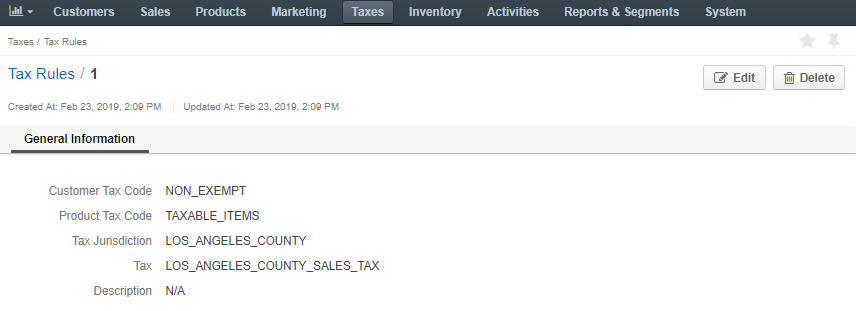 Customers Sales Products Marketing Taxes Inventory Activities Reports & Segments System
Taxes / Tax Rules
Tax Rules / 1 Edit Delete
Created At: Feb 23, 2019, 2:09 PM Updated At: Feb 23, 2019, 2:09 PM
General Information
Customer Tax Code NON_EXEMPT
Product Tax Code TAXABLE_ITEMS
Tax Jurisdiction LOS_ANGELES_COUNTY
Tax LOS_ANGELES_COUNTY_SALES_TAX
Description N/A